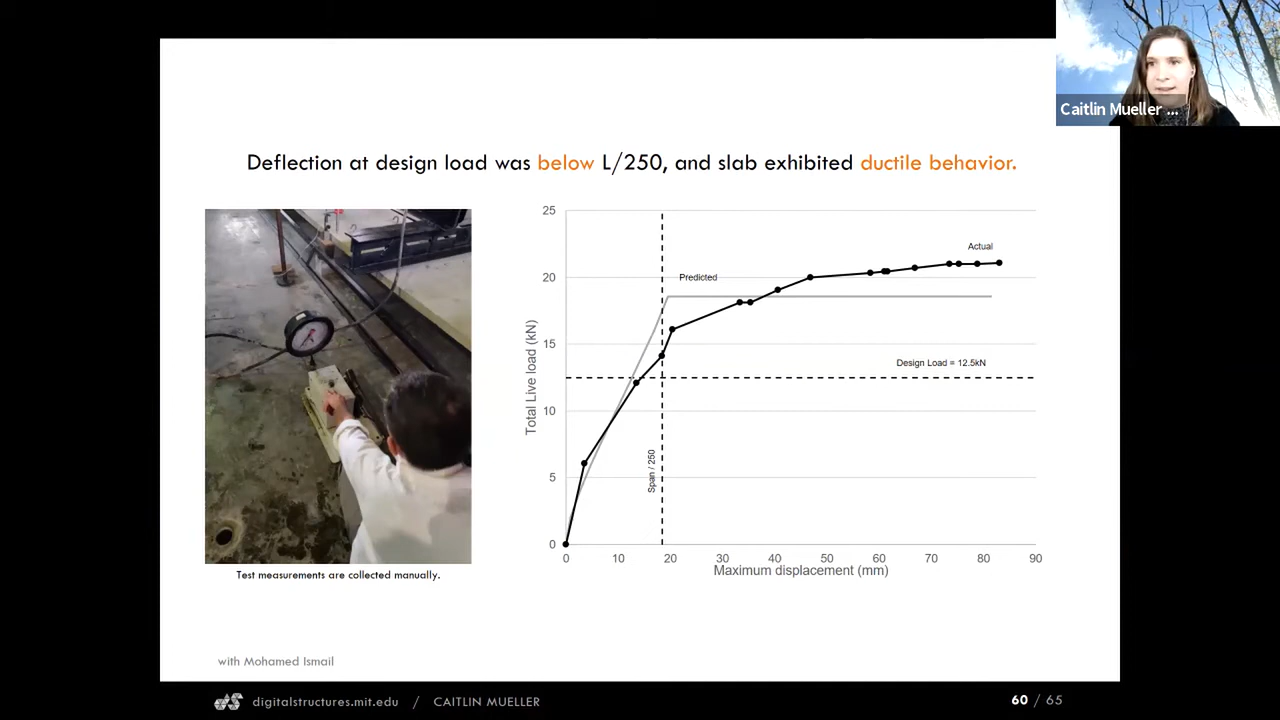 Caitlin Mueller ...
Deflection at design load was below L/250, and slab exhibited ductile behavior.
25
20
15
10
5
0
Total Live load (kN)
Actual
Predicted
Design Load = 12.5kN
Span / 250
0 10 20 30 40 50 60 70 80 90
Maximum displacement (mm)
Test measurements are collected manually.
with Mohamed Ismail
digitalstructures.mit.edu / CAITLIN MUELLER
60 / 65